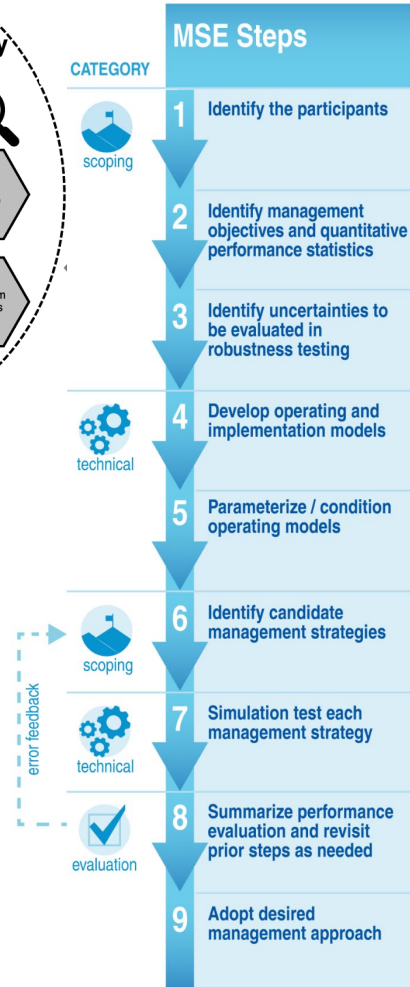 y
m
s
MSE Steps
CATEGORY
scoping
1
Identify the participants
2
Identify management
objectives and quantitative
performance statistics
3
Identify uncertainties to
be evaluated in
robustness testing
technical
4
Develop operating and
implementation models
5
Parameterize / condition
operating models
scoping
6
Identify candidate
management strategies
error feedback
technical
7
Simulation test each
management strategy
evaluation
8
Summarize performance
evaluation and revisit
prior steps as needed
9
Adopt desired
management approach